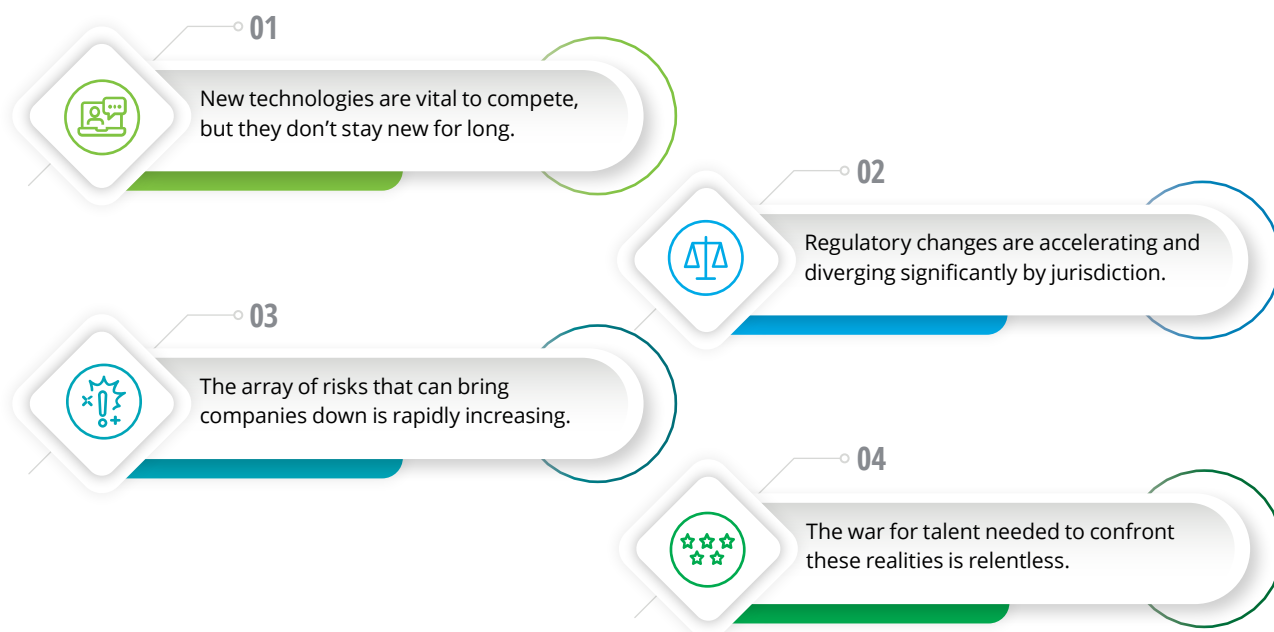 01
New technologies are vital to compete,
but they don’t stay new for long.
02
Regulatory changes are accelerating and
diverging significantly by jurisdiction.
03
The array of risks that can bring
companies down is rapidly increasing.
04
The war for talent needed to confront
these realities is relentless.